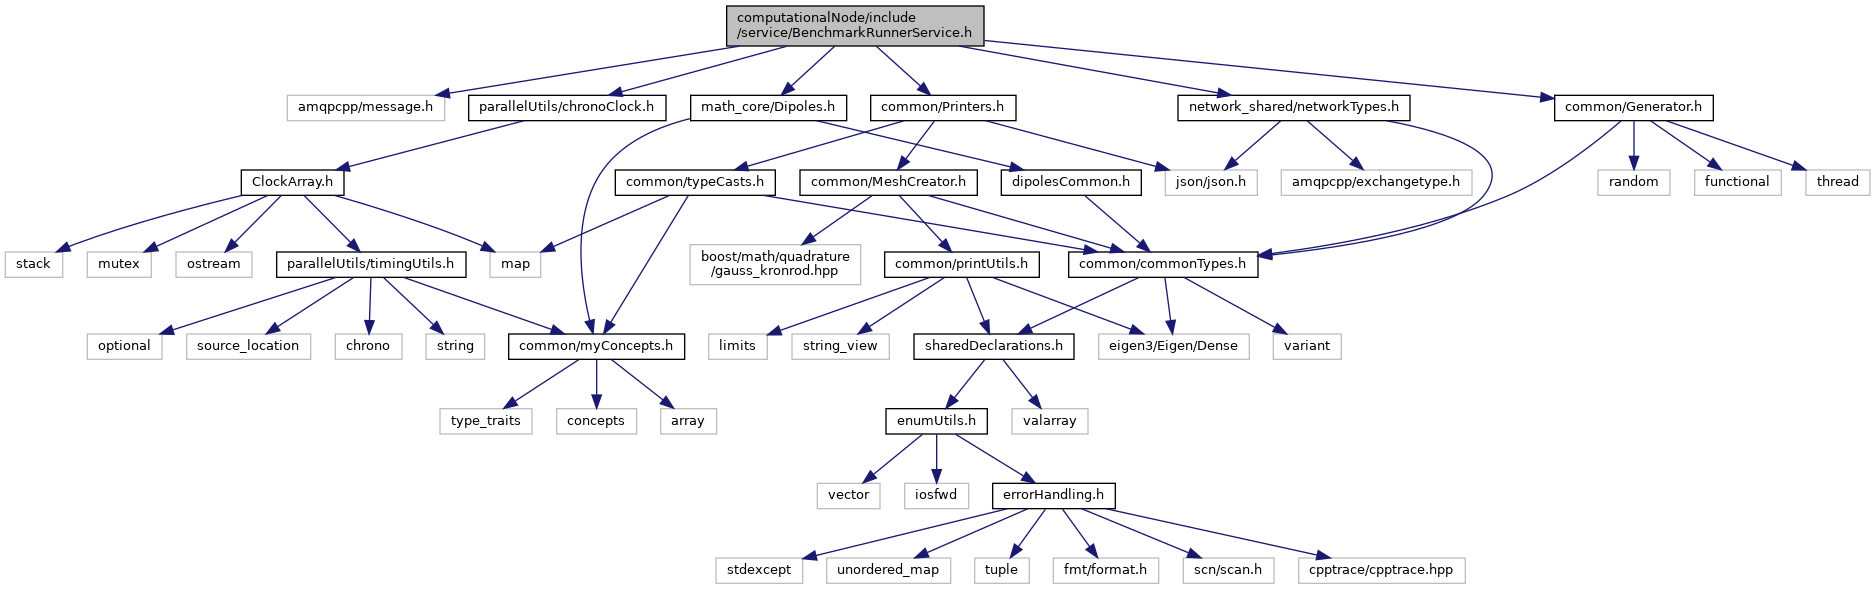 computationalNode/include
/service/BenchmarkRunnerService.h
amqpcpp/message.h
parallelUtils/chronoClock.h
math_core/Dipoles.h
common/Printers.h
network_shared/networkTypes.h
common/Generator.h
ClockArray.h
common/typeCasts.h
common/MeshCreator.h
dipolesCommon.h
json/json.h
amqpcpp/exchangetype.h
random
functional
thread
stack
mutex
ostream
parallelUtils/timingUtils.h
map
boost/math/quadrature
/gauss_kronrod.hpp
common/printUtils.h
common/commonTypes.h
optional
source_location
chrono
string
common/myConcepts.h
limits
string_view
sharedDeclarations.h
eigen3/Eigen/Dense
variant
type_traits
concepts
array
enumUtils.h
valarray
vector
iosfwd
errorHandling.h
stdexcept
unordered_map
tuple
fmt/format.h
scn/scan.h
cpptrace/cpptrace.hpp